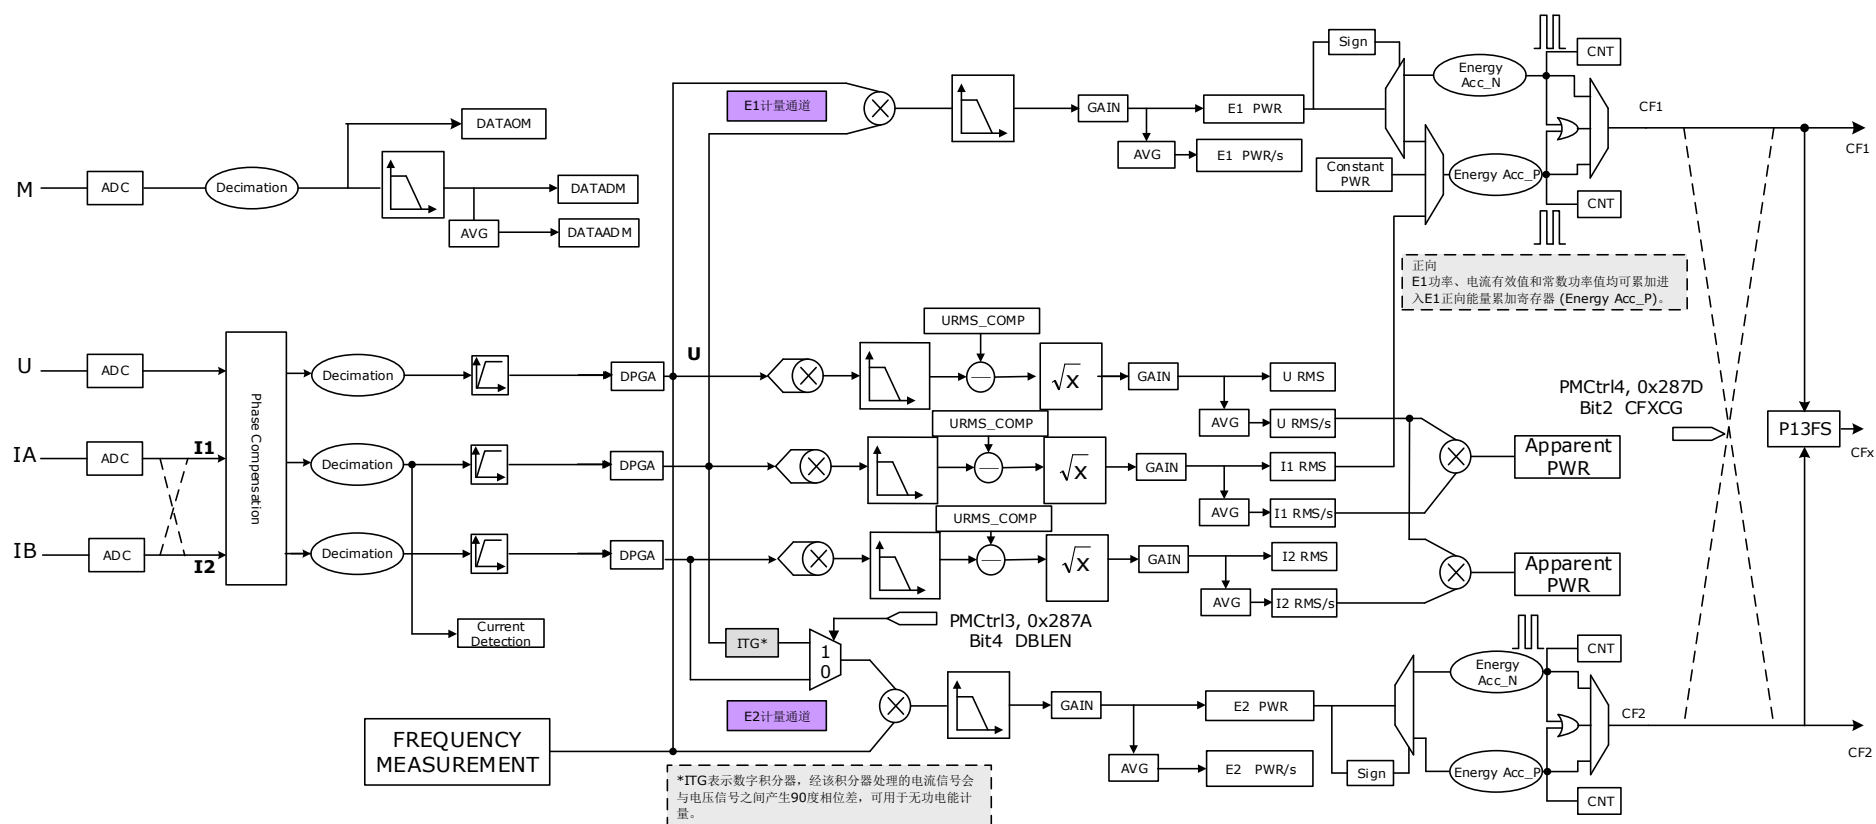 Sign
CNT
Energy
Acc_N
CF1
CF1
E1计量通道
GAIN
E1 PWR
AVG
E1 PWR/s
Constant
PWR
Energy Acc_P
CNT
M
ADC
Decimation
DATAOM
DATADM
AVG
DATAADM
正向
E1功率、电流有效值和常数功率值均可累加进
入E1正向能量累加寄存器 (Energy Acc_P)。
U
ADC
Phase Compensation
Decimation
DPGA
U
URMS_COMP
√x
GAIN
U RMS
AVG
U RMS/s
IA
ADC
I1
Decimation
DPGA
URMS_COMP
√x
GAIN
I1 RMS
AVG
I1 RMS/s
Apparent
PWR
PMCtrl4, 0x287D
Bit2 CFXCG
P13FS
CFx
IB
ADC
I2
Decimation
DPGA
URMS_COMP
√x
GAIN
I2 RMS
AVG
I2 RMS/s
Apparent
PWR
Current
Detection
ITG*
1
0
PMCtrl3, 0x287A
Bit4 DBLEN
E2计量通道
GAIN
E2 PWR
AVG
E2 PWR/s
Sign
Energy
Acc_N
CNT
CF2
CF2
Energy Acc_P
CNT
FREQUENCY
MEASUREMENT
*ITG表示数字积分器，经该积分器处理的电流信号会
与电压信号之间产生90度相位差，可用于无功电能计
量。